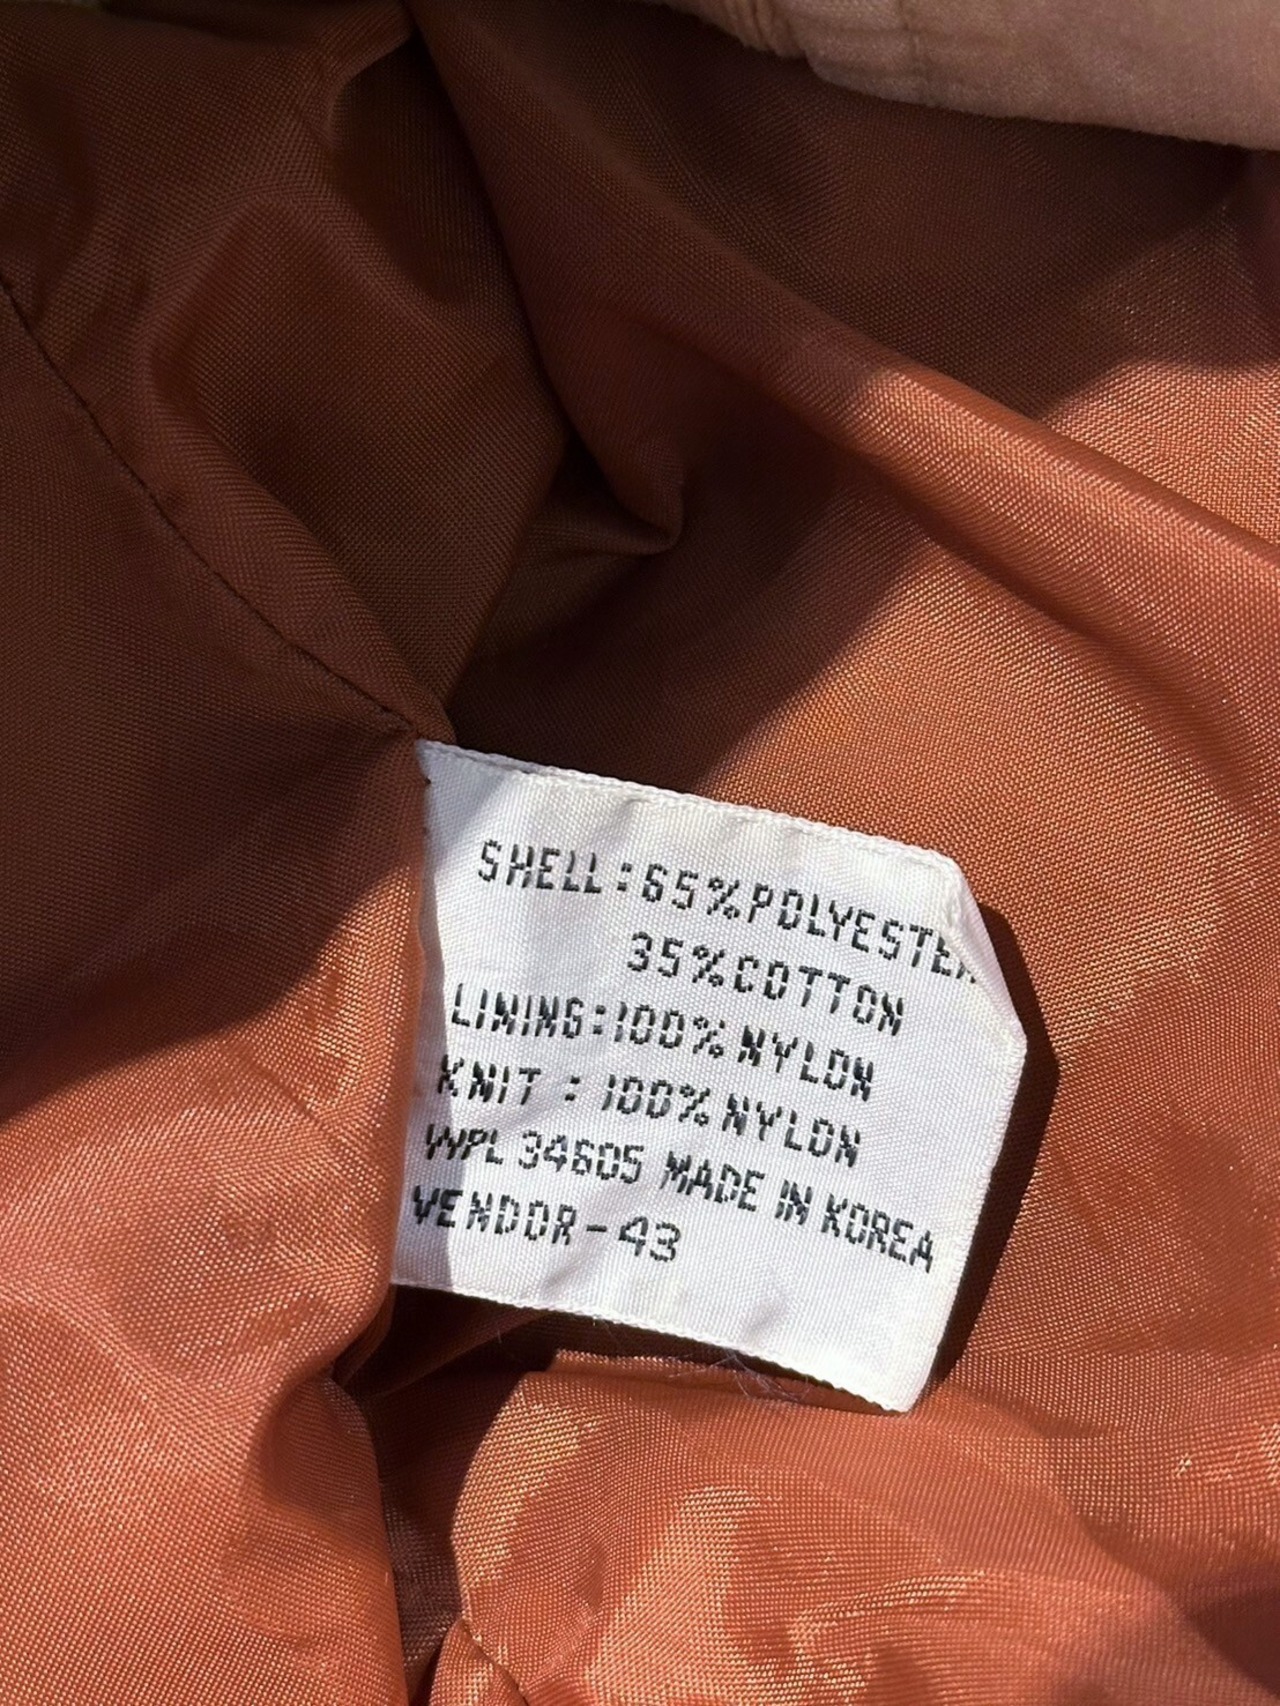 SHELL:65%POLYESTER
35%COTTON
LINING:100%NYLON
KNIT : 100%NYLON
WPL 34605 MADE IN KOREA
VENDOR-43